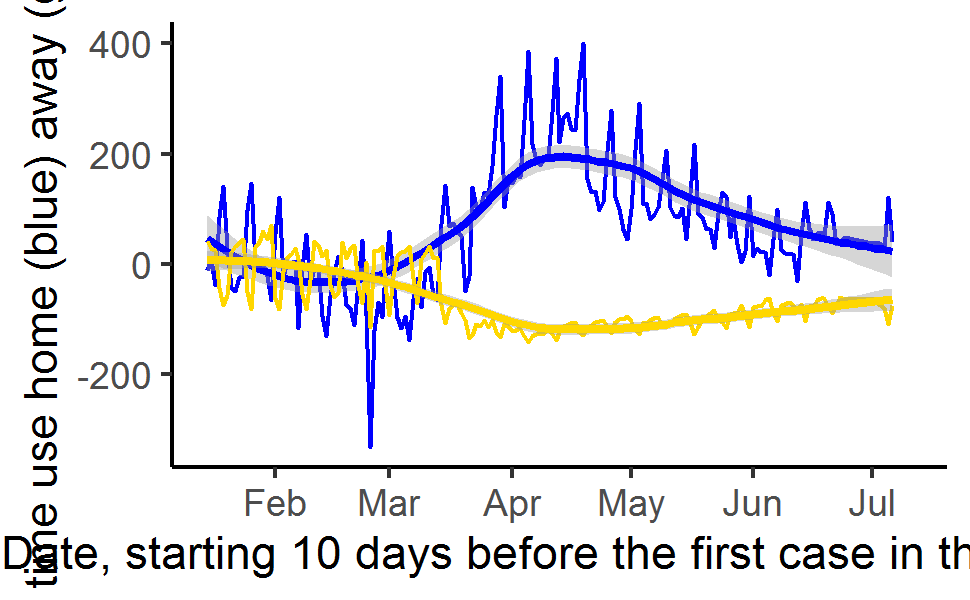 time use home (blue) away (
400
200
0
-200
Feb Mar Apr May Jun Jul
Date, starting 10 days before the first case in th